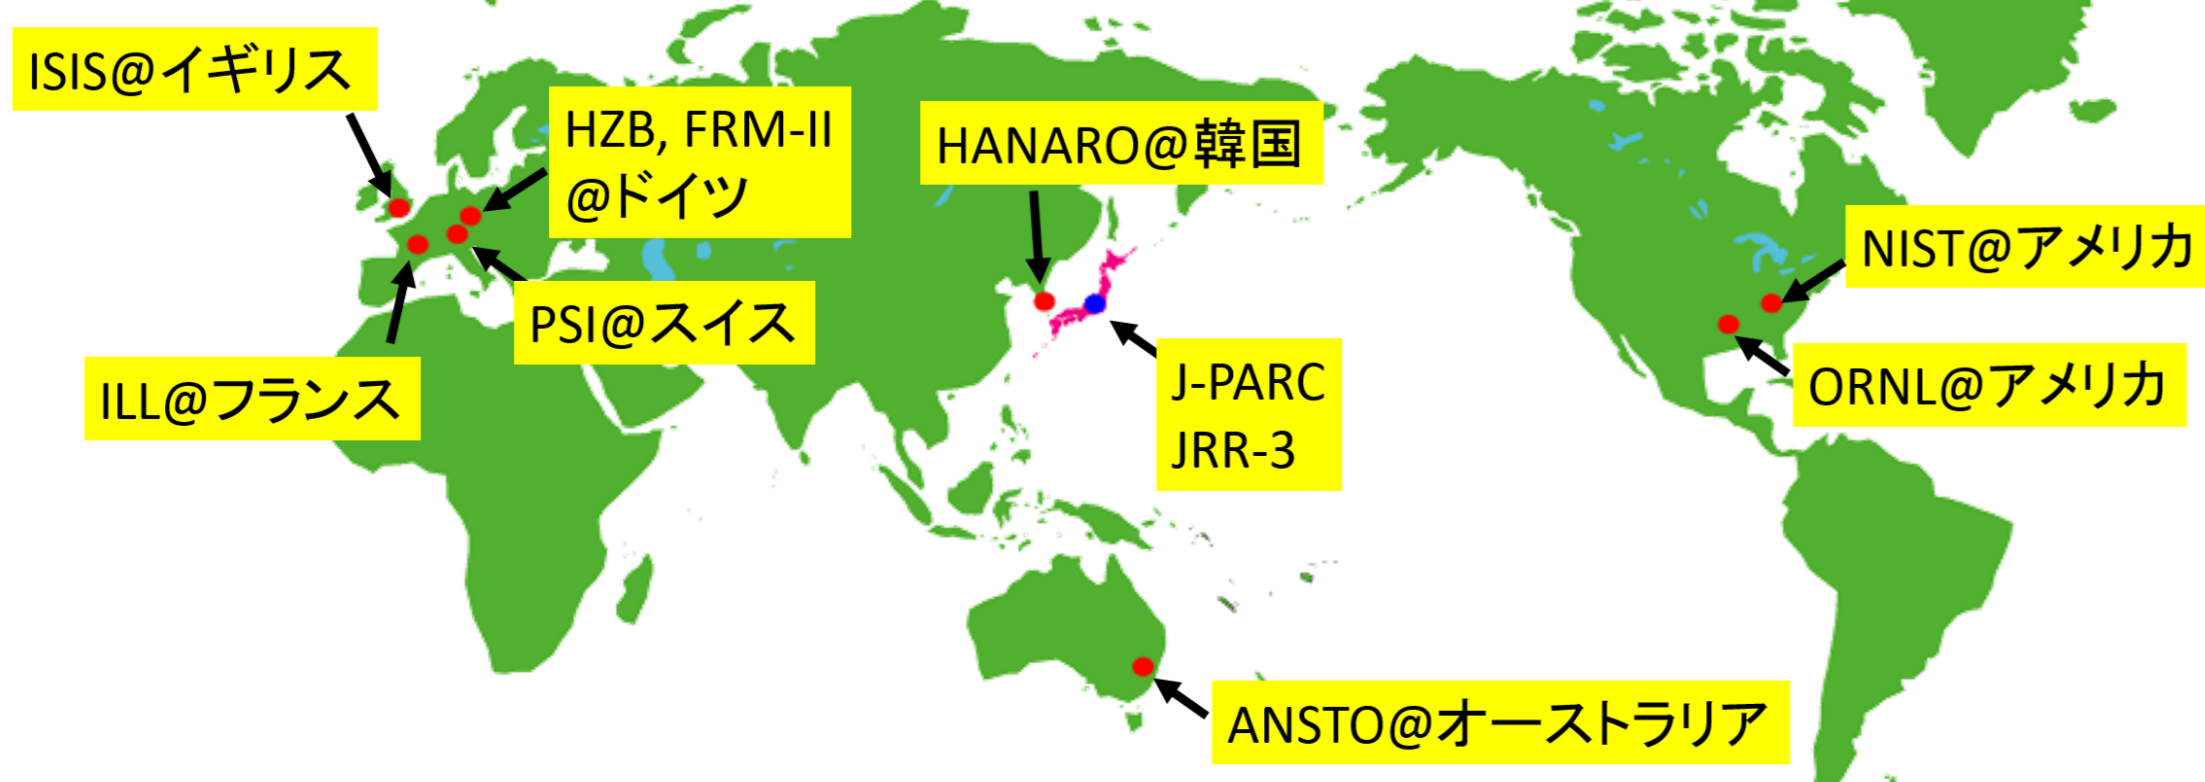 ISIS@イギリス
HZB, FRM-II
@ドイツ
HANARO@韓国
NIST@アメリカ
PSI@スイス
ILL@フランス
J-PARC
JRR-3
ORNL@アメリカ
ANSTO@オーストラリア